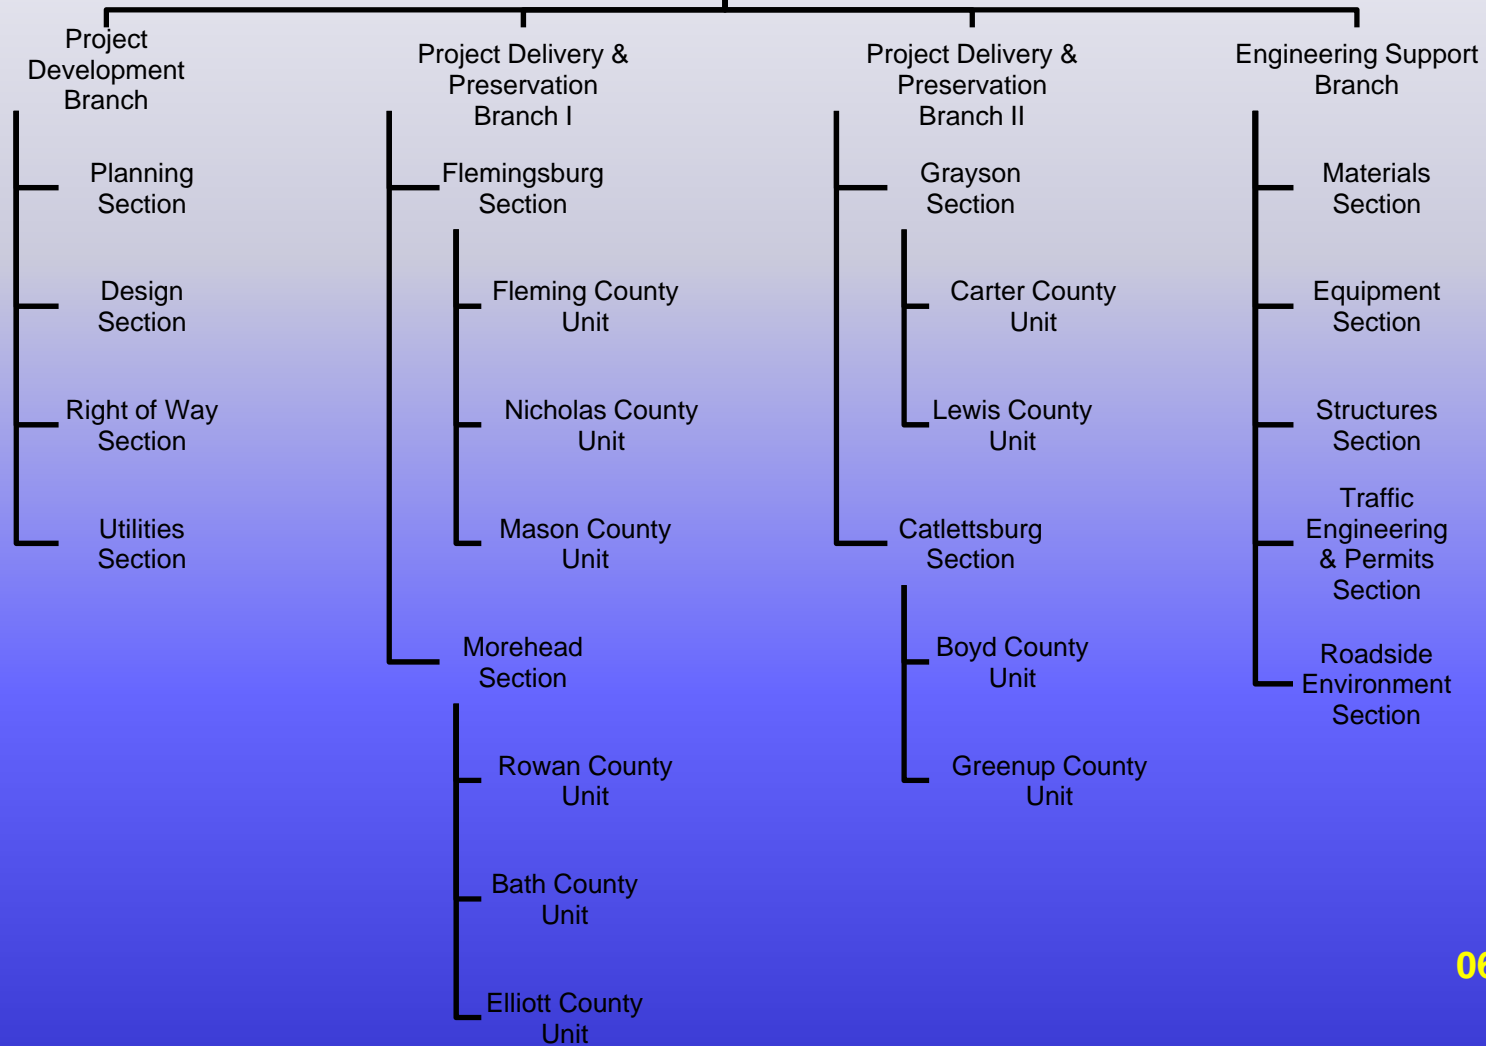 Project
Development
Branch
Planning
Section
Design
Section
Right of Way
Section
Utilities
Section
Project Delivery &
Preservation
Branch I
Flemingsburg
Section
Fleming County
Unit
Nicholas County
Unit
Mason County
Unit
Morehead
Section
Rowan County
Unit
Bath County
Unit
Elliott County
Unit
Project Delivery &
Preservation
Branch II
Grayson
Section
Carter County
Unit
Lewis County
Unit
Catlettsburg
Section
Boyd County
Unit
Greenup County
Unit
Engineering Support
Branch
Materials
Section
Equipment
Section
Structures
Section
Traffic
Engineering
& Permits
Section
Roadside
Environment
Section
06